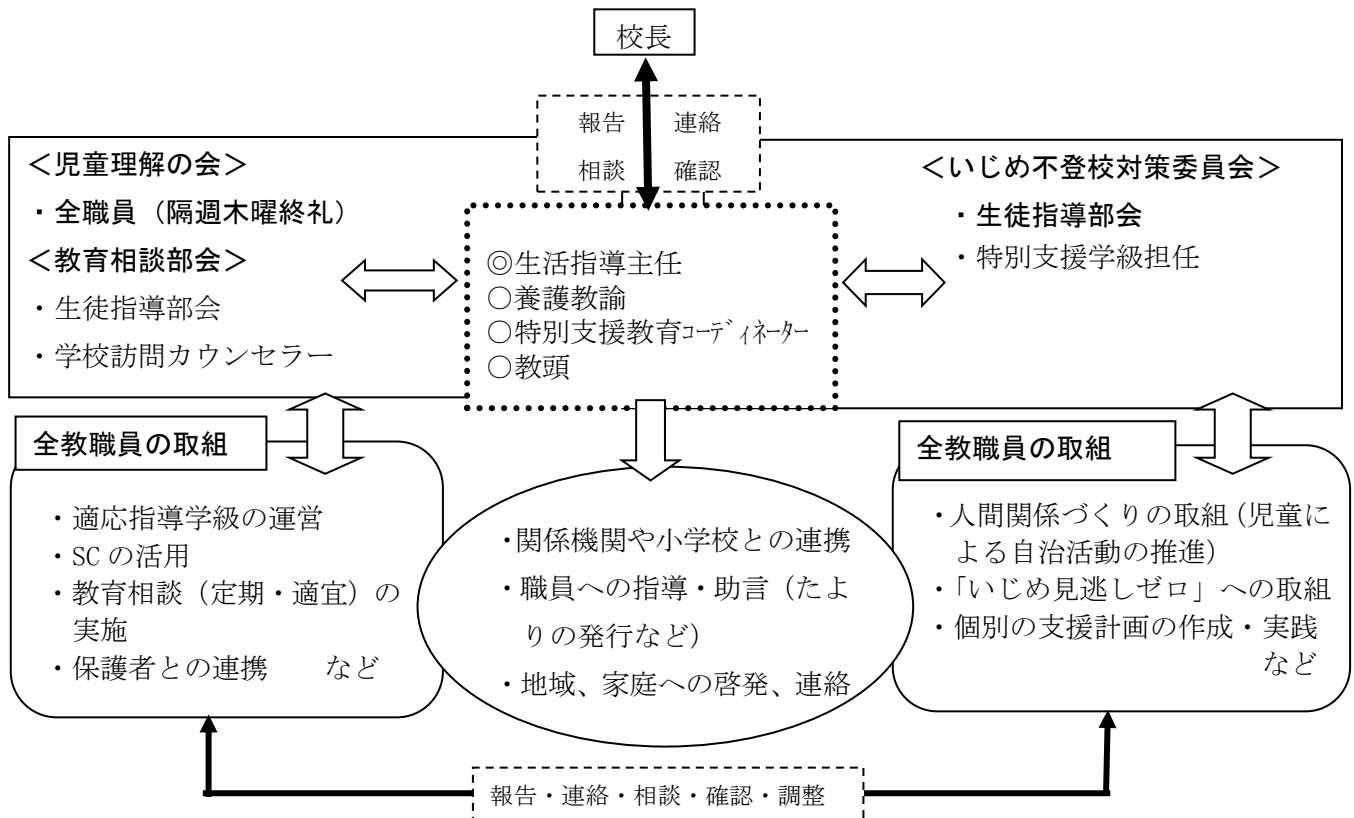 校長
報告 連絡
相談 確認
＜児童理解の会＞
・全職員（隔週木曜終礼）
＜教育相談部会＞
・生徒指導部会
・学校訪問カウンセラー
◎生活指導主任
○養護教諭
○特別支援教育ｺｰﾃﾞｨﾈｰﾀｰ
○教頭
＜いじめ不登校対策委員会＞
・生徒指導部会
・特別支援学級担任
全教職員の取組
・適応指導学級の運営
・SCの活用
・教育相談（定期・適宜）の
実施
・保護者との連携 など
・関係機関や小学校との連携
・職員への指導・助言（たよ
りの発行など）
・地域、家庭への啓発、連絡
全教職員の取組
・人間関係づくりの取組（児童に
よる自治活動の推進）
・「いじめ見逃しゼロ」への取組
・個別の支援計画の作成・実践
など
報告・連絡・相談・確認・調整